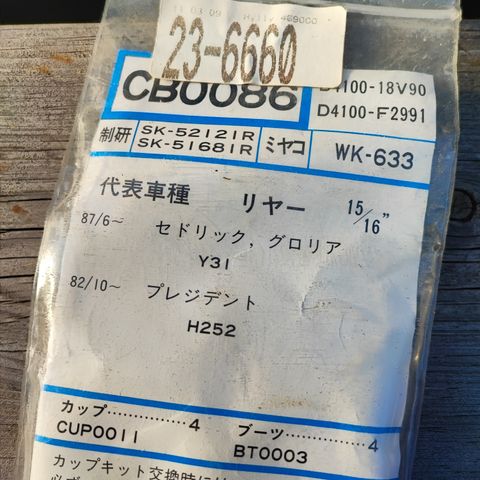 23-6660
CB0086
D4100-F2991
制研 SK-52121R
SK-51681R
ミヤコ WK-633
代表車種 リヤー 15/16"
87/6~ セドリック, グロリア
Y31
82/10~ プレジデント
H252
カップ……………4
CUP0011
ブーツ……………4
BT0003
カップキット交換時には
必ず